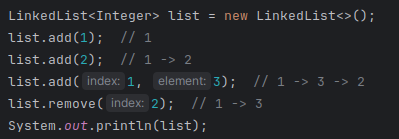 LinkedList<Integer> list = new LinkedList<>();
list.add(1);  // 1
list.add(2);  // 1 -> 2
list.add( index: 1, element: 3);  // 1 -> 3 -> 2
list.remove( index: 2);  // 1 -> 3
System.out.println(list);